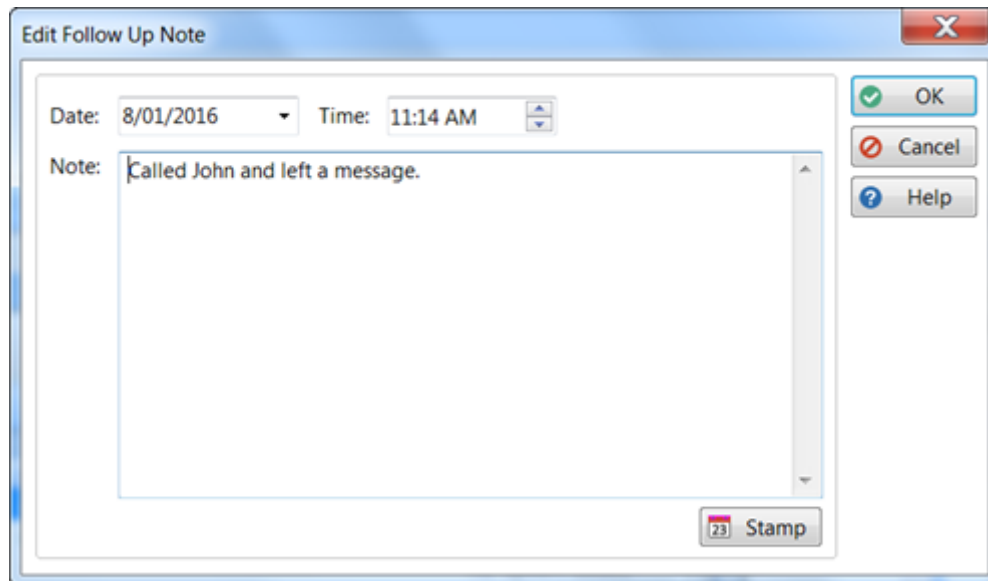 Edit Follow Up Note
Date: 8/01/2016 Time: 11:14 AM
OK
Cancel
Note: Called John and left a message.
Help
23 Stamp